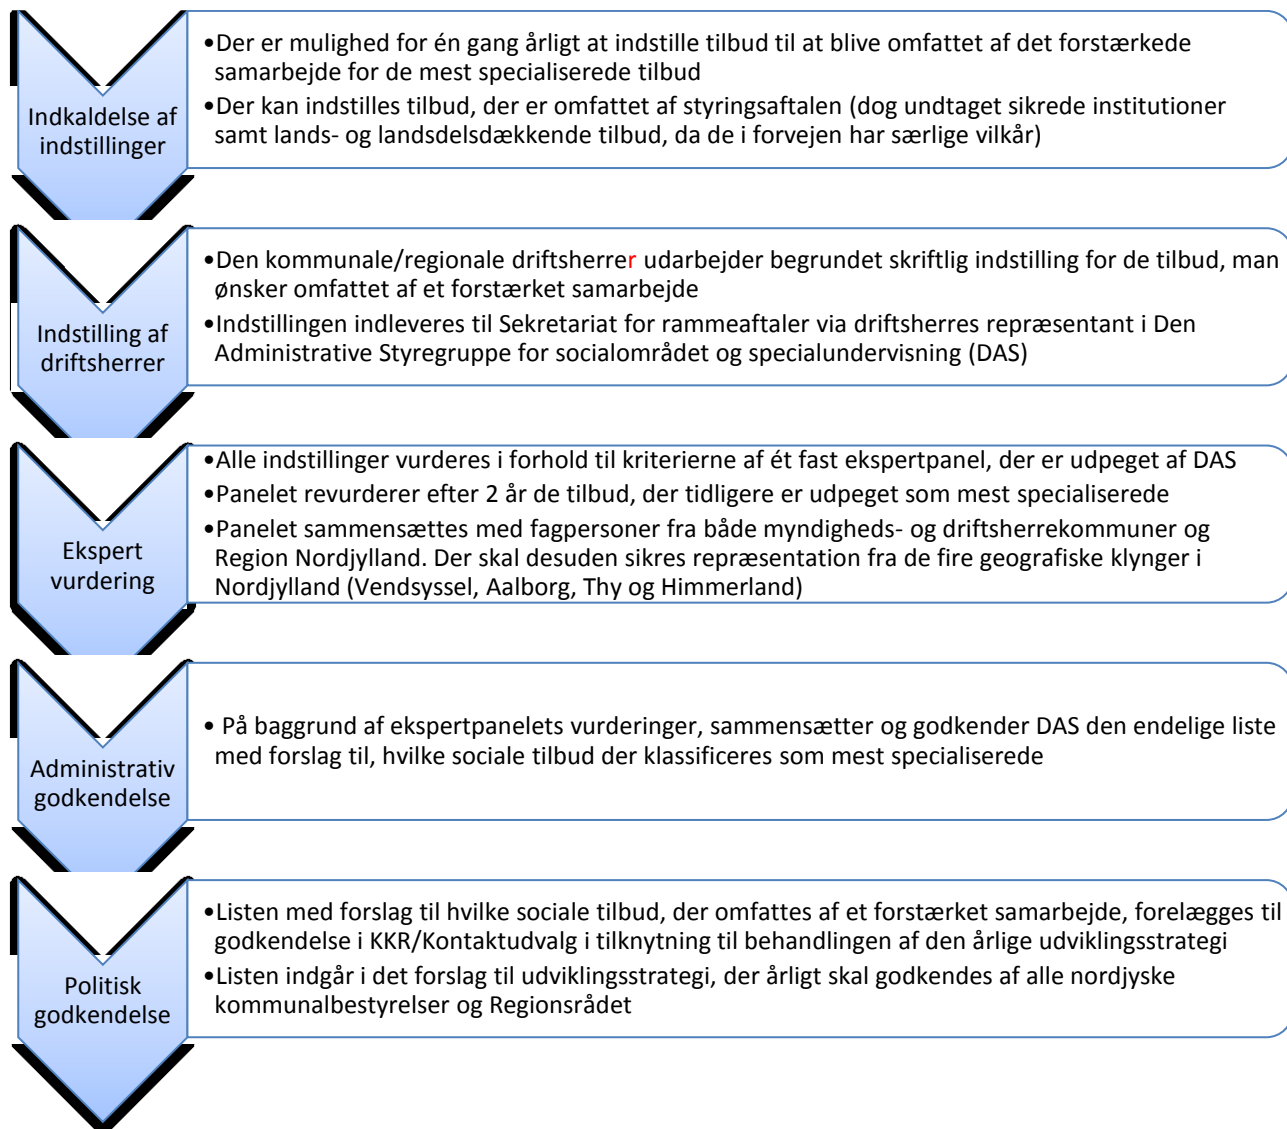 Indkaldelse af
indstillinger
•Der er mulighed for én gang årligt at indstille tilbud til at blive omfattet af det forstærkede
samarbejde for de mest specialiserede tilbud
•Der kan indstilles tilbud, der er omfattet af styringsaftalen (dog undtaget sikrede institutioner
samt lands- og landsdelsdækkende tilbud, da de i forvejen har særlige vilkår)
Indstilling af
driftsherrer
•Den kommunale/regionale driftsherrer udarbejder begrundet skriftlig indstilling for de tilbud, man
ønsker omfattet af et forstærket samarbejde
•Indstillingen indleveres til Sekretariat for rammeaftaler via driftsherres repræsentant i Den
Administrative Styregruppe for socialområdet og specialundervisning (DAS)
Ekspert
vurdering
•Alle indstillinger vurderes i forhold til kriterierne af ét fast ekspertpanel, der er udpeget af DAS
•Panelet revurderer efter 2 år de tilbud, der tidligere er udpeget som mest specialiserede
•Panelet sammensættes med fagpersoner fra både myndigheds- og driftsherrekommuner og
Region Nordjylland. Der skal desuden sikres repræsentation fra de fire geografiske klynger i
Nordjylland (Vendsyssel, Aalborg, Thy og Himmerland)
Administrativ
godkendelse
• På baggrund af ekspertpanelets vurderinger, sammensætter og godkender DAS den endelige liste
med forslag til, hvilke sociale tilbud der klassificeres som mest specialiserede
Politisk
godkendelse
•Listen med forslag til hvilke sociale tilbud, der omfattes af et forstærket samarbejde, forelægges til
godkendelse i KKR/Kontaktudvalg i tilknytning til behandlingen af den årlige udviklingsstrategi
•Listen indgår i det forslag til udviklingsstrategi, der årligt skal godkendes af alle nordjyske
kommunalbestyrelser og Regionsrådet